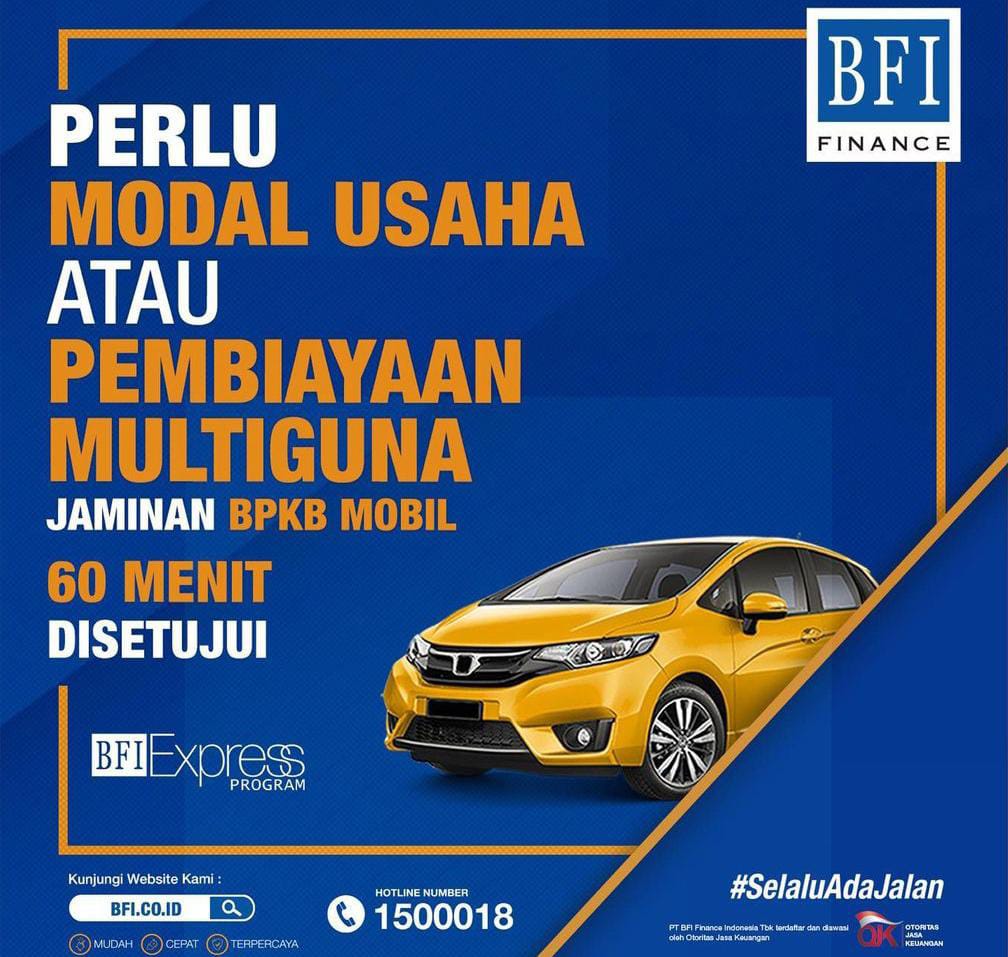 BFI
FINANCE
PERLU
MODAL USAHA
ATAU
PEMBIAYAAN
MULTIGUNA
JAMINAN BPKB MOBIL
60 MENIT
DISETUJUI
BFI Express
PROGRAM
Kunjungi Website Kami :
BFI.CO.ID
MUDAH CEPAT TERPERCAYA
HOTLINE NUMBER
1500018
#SelaluAdaJalan
PT BFI Finance Indonesia Tbk terdaftar dan diawasi
oleh Otoritas Jasa Keuangan
OJK
OTORITAS
JASA
KEUANGAN